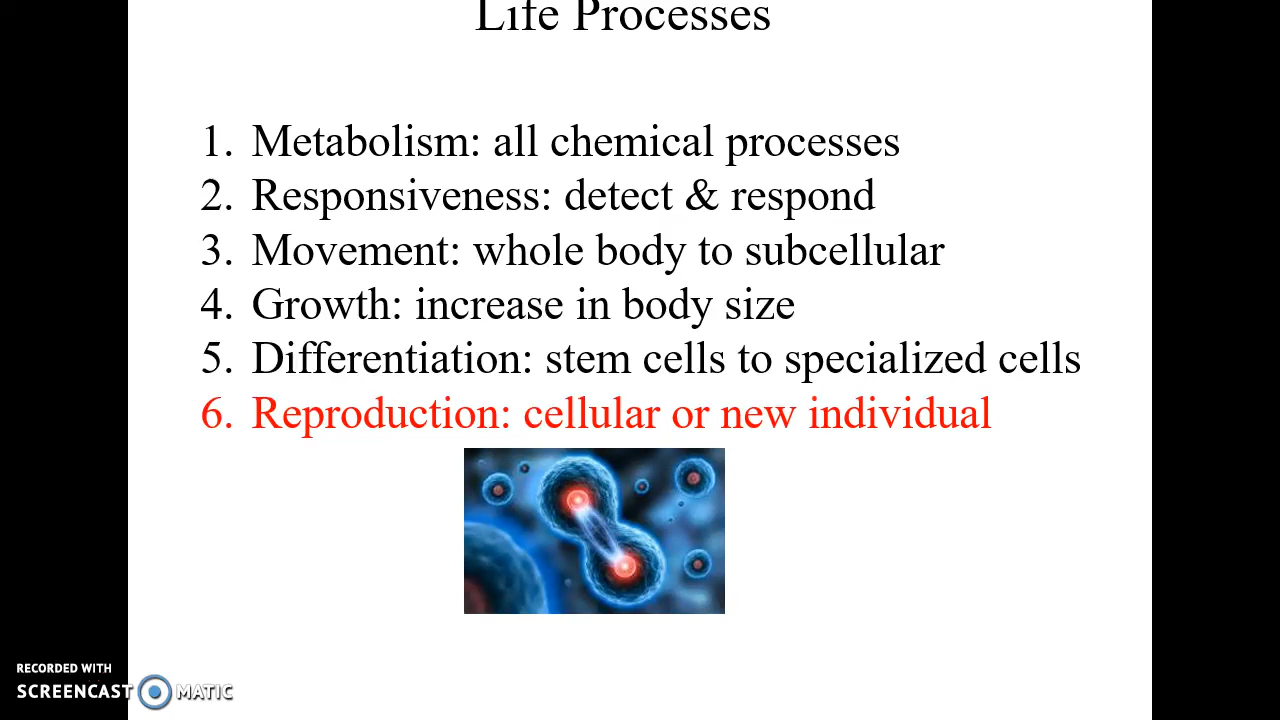 Life Processes
1. Metabolism: all chemical processes
2. Responsiveness: detect & respond
3. Movement: whole body to subcellular
4. Growth: increase in body size
5. Differentiation: stem cells to specialized cells
6. Reproduction: cellular or new individual
RECORDED WITH
SCREENCAST MATIC